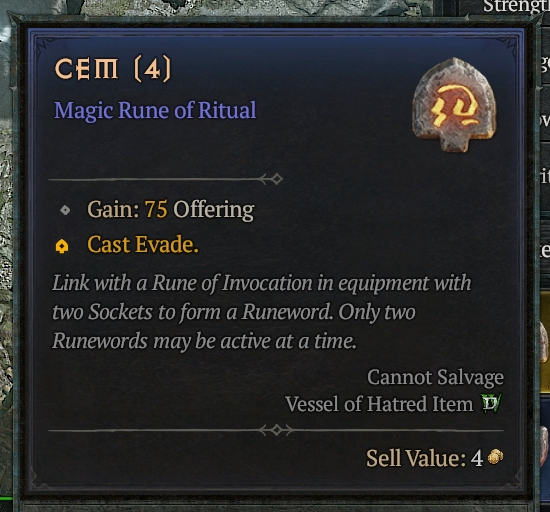 Strengt
CEM (4)
Magic Rune of Ritual
Gain: 75 Offering
Cast Evade.
Link with a Rune of Invocation in equipment with
two Sockets to form a Runeword. Only two
Runewords may be active at a time.
Cannot Salvage
Vessel of Hatred Item
Sell Value: 4